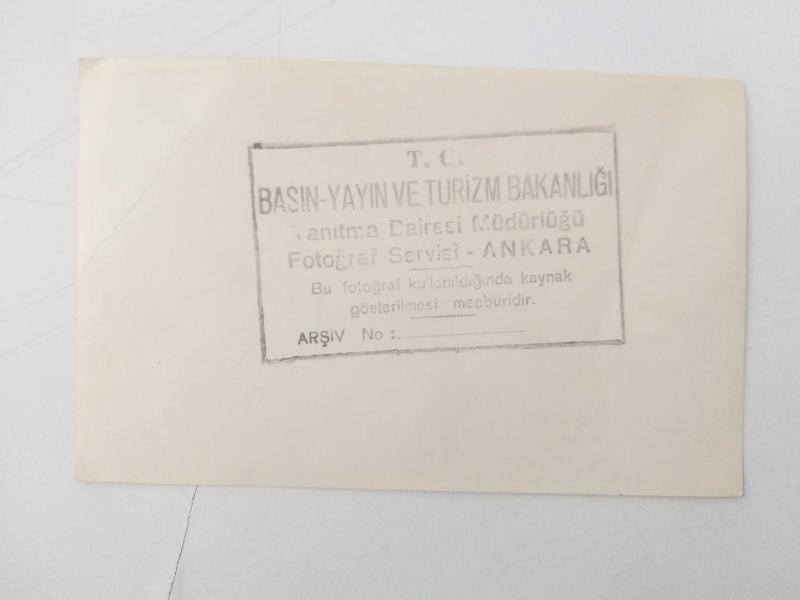 T. C.
BASIN-YAYIN VE TURİZM BAKANLIĞI
Tanıtma Dairesi Müdürlüğü
Fotoğraf Servisi - ANKARA
Bu fotoğraf kullanıldığında kaynak
gösterilmesi mecburidir.
ARŞİV No :